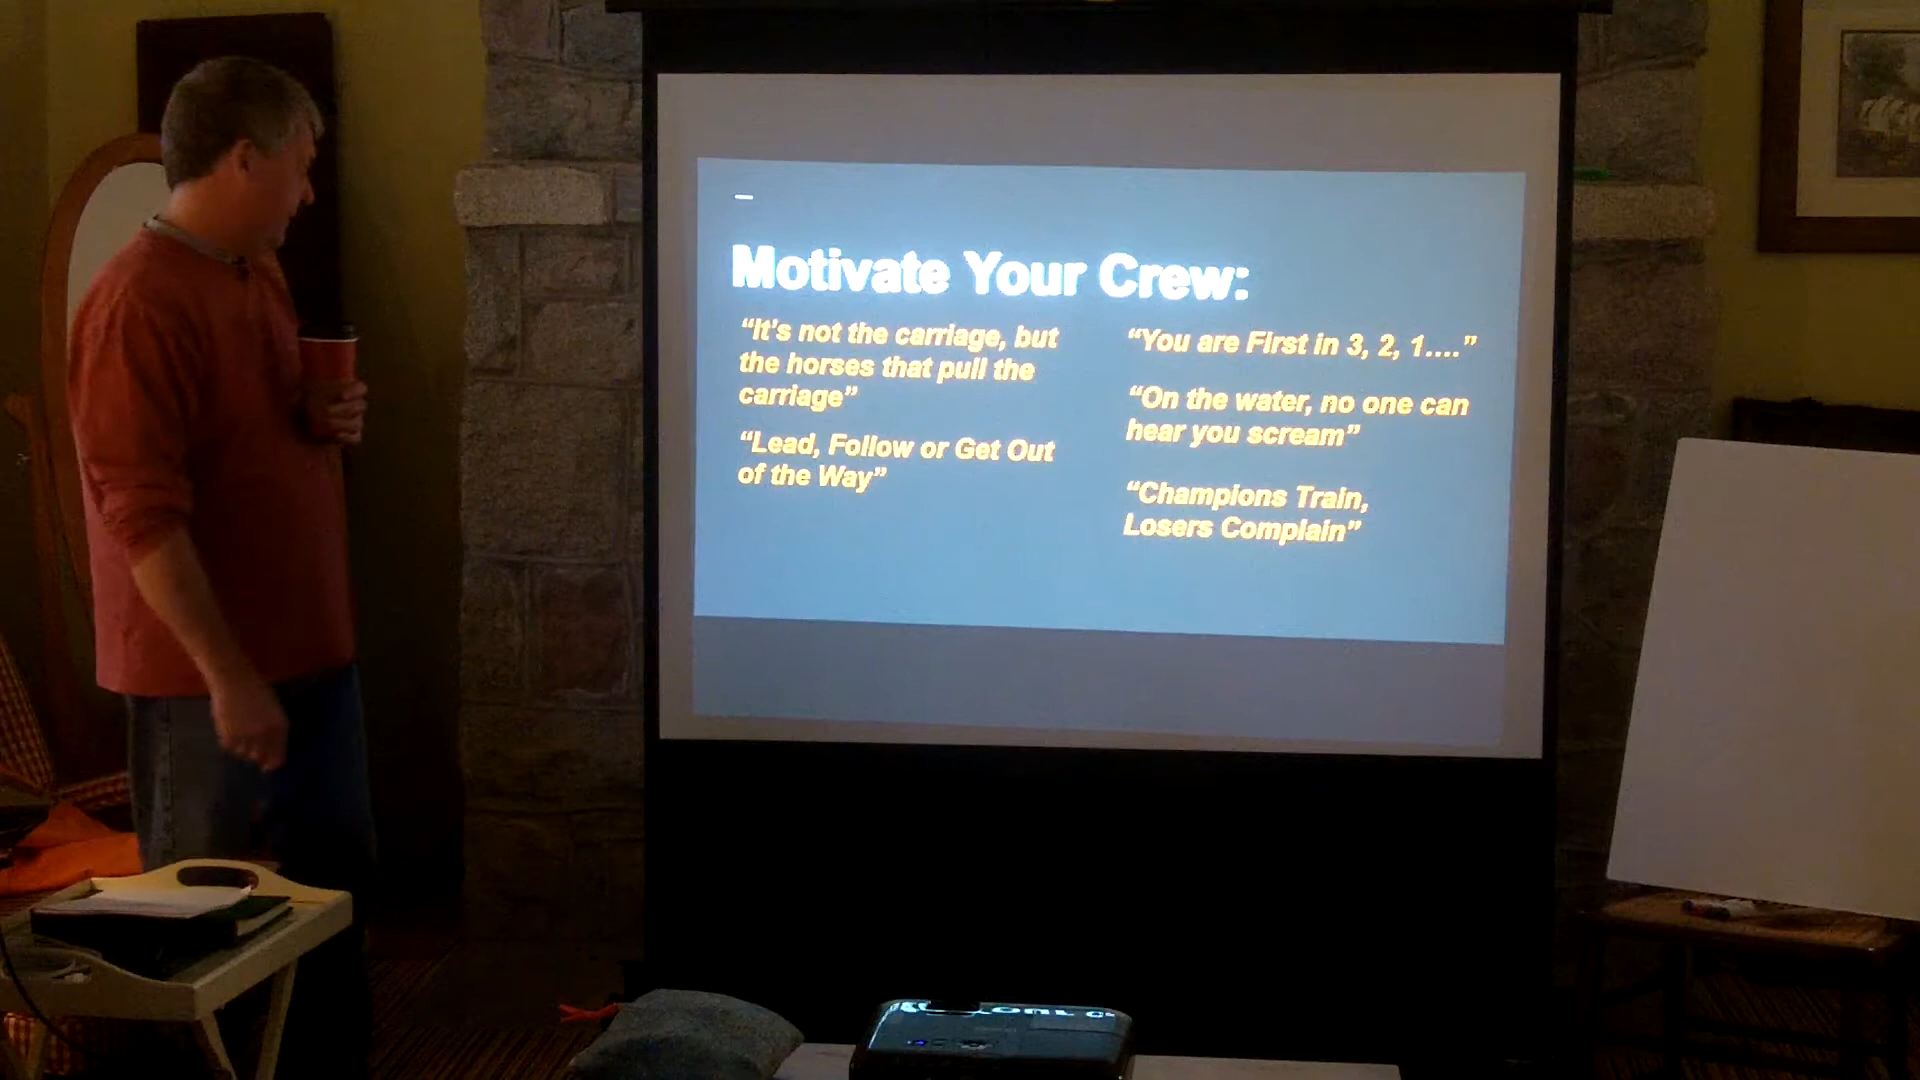 Motivate Your Crew:
“It's not the carriage, but
the horses that pull the
carriage”
“Lead, Follow or Get Out
of the Way”
“You are First in 3, 2, 1....”
“On the water, no one can
hear you scream”
“Champions Train,
Losers Complain”